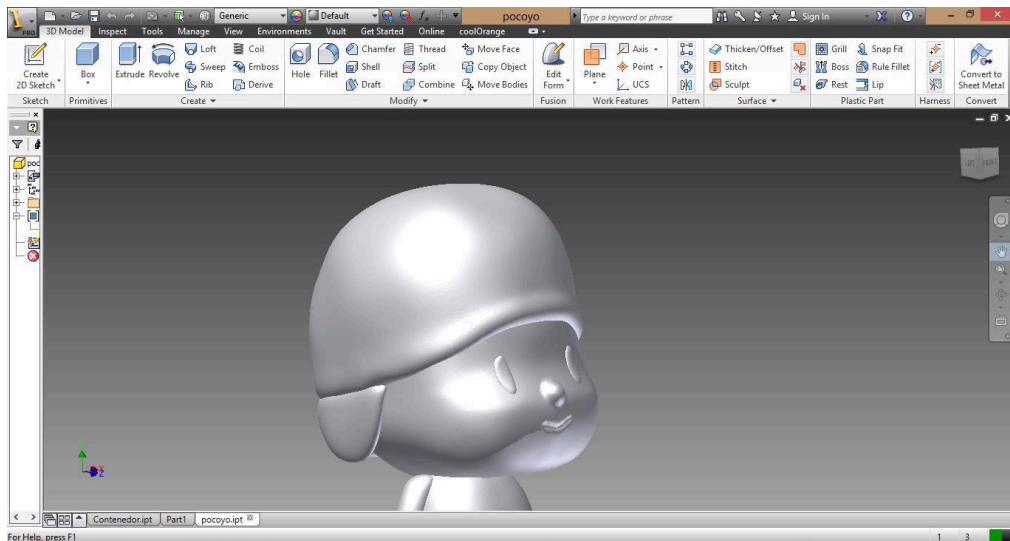 PRO
Generic
Default
pocoyo
Type a keyword or phrase
Sign In
3D Model Inspect Tools Manage View Environments Vault Get Started Online coolOrange
Create 2D Sketch
Box
Extrude Revolve
Loft
Sweep
Rib
Coil
Emboss
Derive
Hole Fillet
Chamfer
Shell
Draft
Thread
Split
Combine
Move Face
Copy Object
Move Bodies
Edit Form
Plane
Axis
Point
UCS
Thicken/Offset
Stitch
Sculpt
Grill
Boss
Rest
Snap Fit
Rule Fillet
Lip
Convert to Sheet Metal
Sketch Primitives Create Modify Fusion Work Features Pattern Surface Plastic Part Harness Convert
poc
LEFT FRONT
Z
Contenedor.ipt Part1 pocoyo.ipt
For Help, press F1
1 3